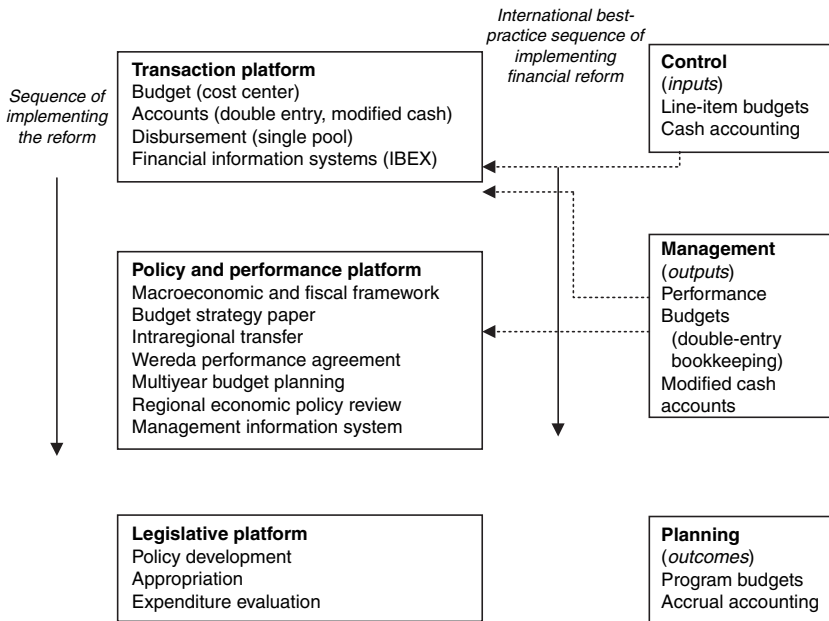 Sequence of
implementing
the reform
Transaction platform
Budget (cost center)
Accounts (double entry, modified cash)
Disbursement (single pool)
Financial information systems (IBEX)
International best-
practice sequence of
implementing
financial reform
Control
(inputs)
Line-item budgets
Cash accounting
Policy and performance platform
Macroeconomic and fiscal framework
Budget strategy paper
Intraregional transfer
Wereda performance agreement
Multiyear budget planning
Regional economic policy review
Management information system
Management
(outputs)
Performance
Budgets
(double-entry
bookkeeping)
Modified cash
accounts
Legislative platform
Policy development
Appropriation
Expenditure evaluation
Planning
(outcomes)
Program budgets
Accrual accounting